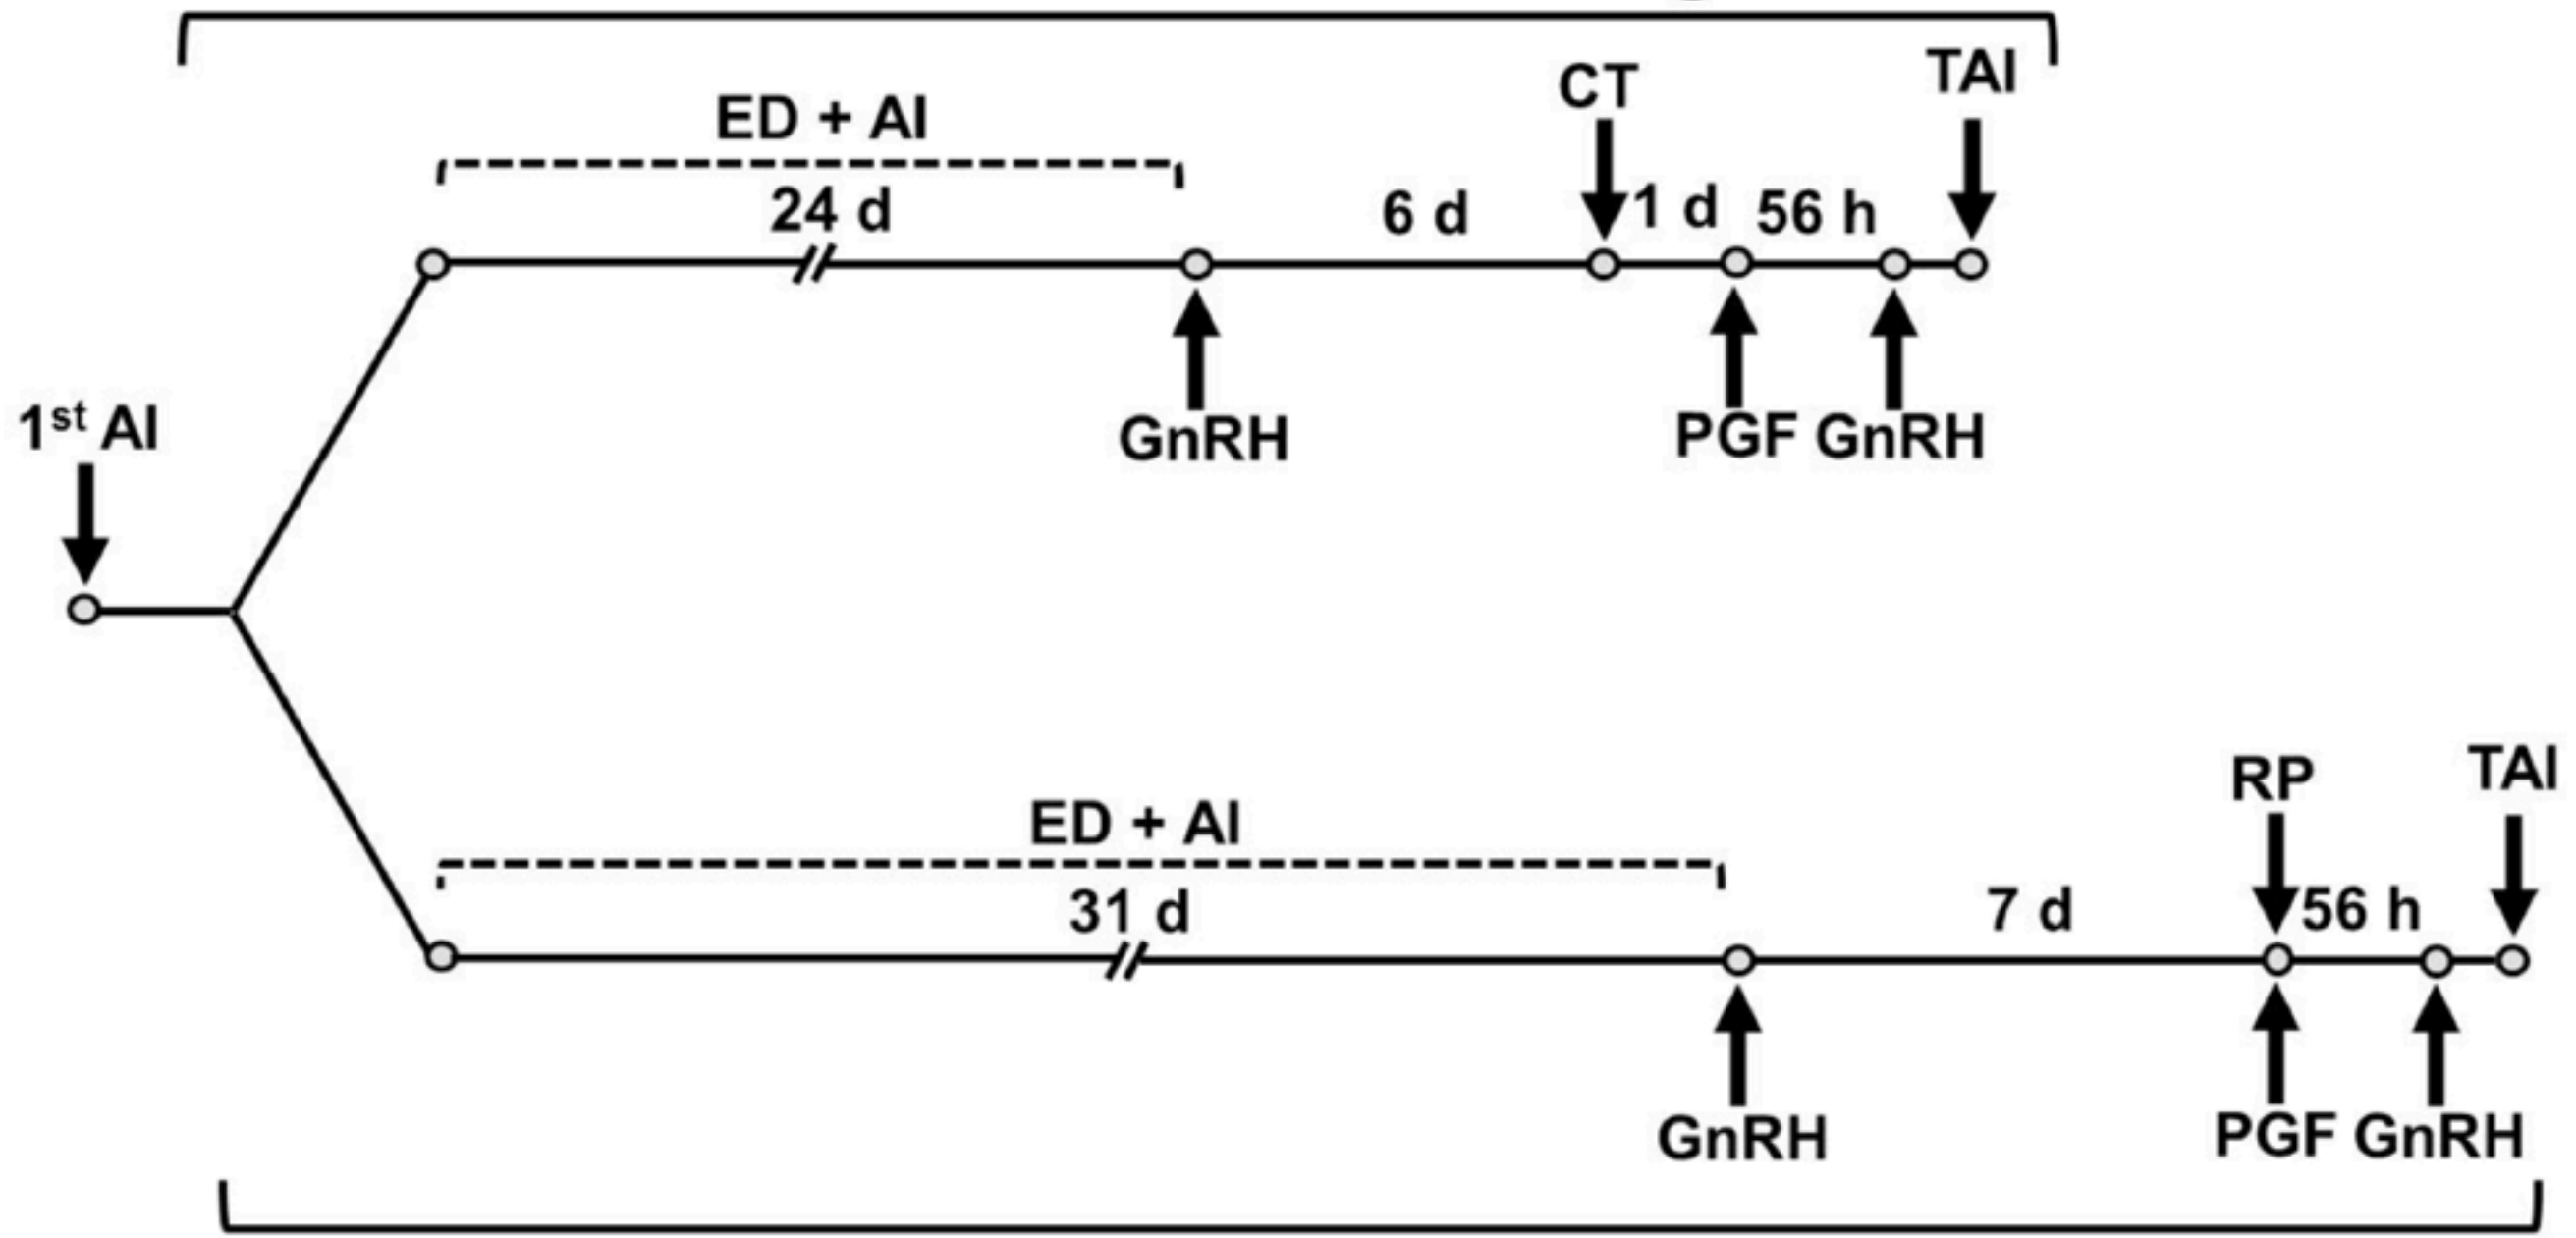 CT
TAI
ED + AI
24 d
6 d
1 d
56 h
GnRH
PGF
GnRH
1st AI
RP
TAI
ED + AI
31 d
7 d
56 h
GnRH
PGF
GnRH